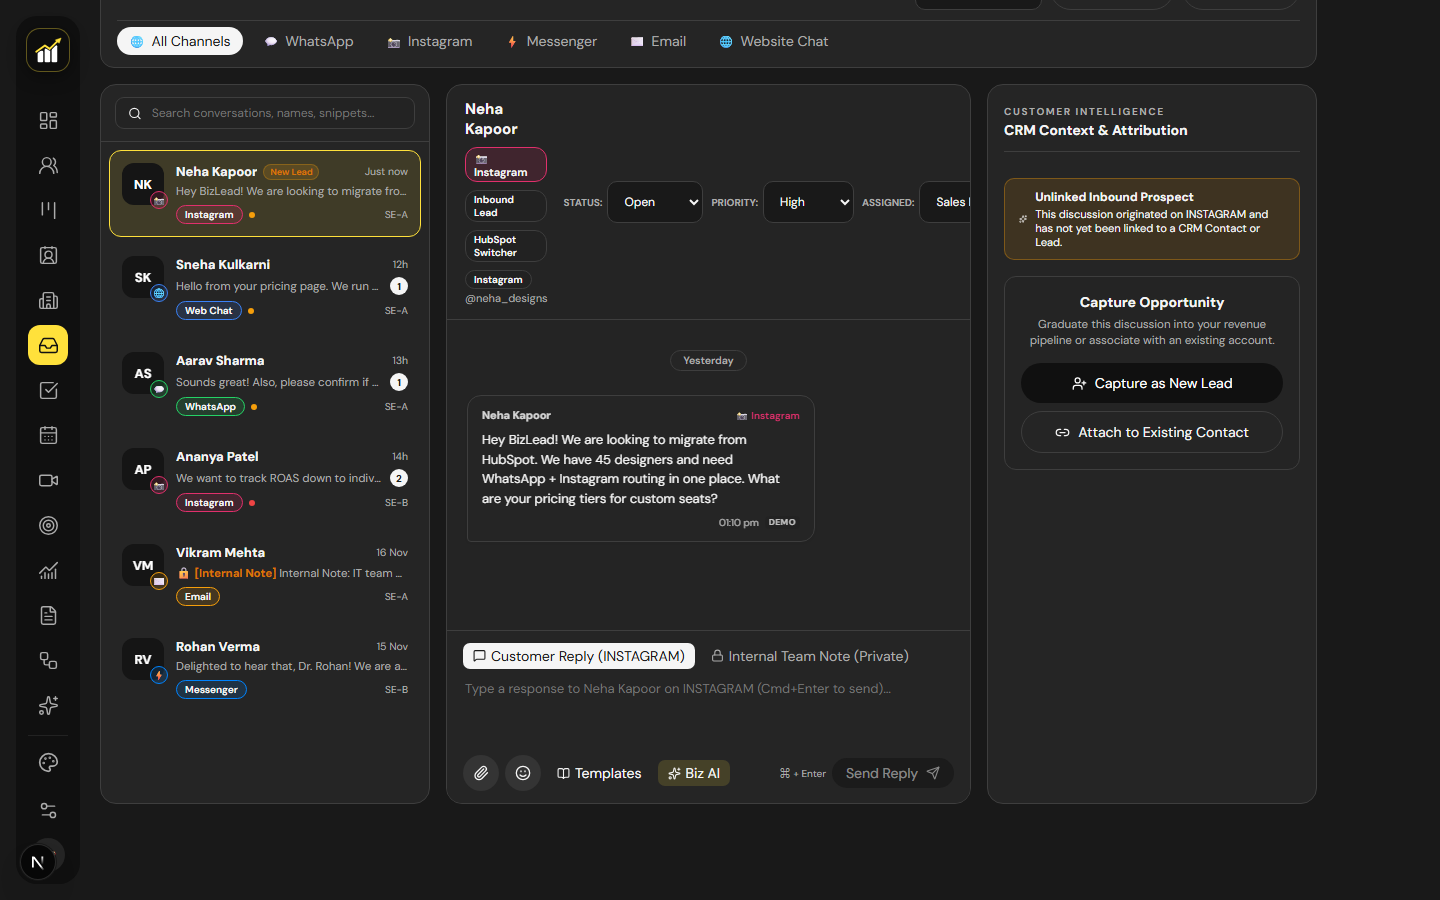 All Channels
WhatsApp
Instagram
Messenger
Email
Website Chat
Search conversations, names, snippets...
Neha Kapoor
New Lead
Just now
Hey BizLead! We are looking to migrate fro...
Instagram
SE-A
NK
Sneha Kulkarni
12h
Hello from your pricing page. We run ...
1
Web Chat
SE-A
SK
Aarav Sharma
13h
Sounds great! Also, please confirm if ...
1
WhatsApp
SE-A
AS
Ananya Patel
14h
We want to track ROAS down to indiv...
2
Instagram
SE-B
AP
Vikram Mehta
16 Nov
[Internal Note] Internal Note: IT team ...
Email
SE-A
VM
Rohan Verma
15 Nov
Delighted to hear that, Dr. Rohan! We are a...
Messenger
SE-B
RV
N
Neha
Kapoor
Instagram
Inbound
Lead
HubSpot
Switcher
Instagram
@neha_designs
STATUS:
Open
PRIORITY:
High
ASSIGNED:
Sales
Yesterday
Neha Kapoor
Instagram
Hey BizLead! We are looking to migrate from
HubSpot. We have 45 designers and need
WhatsApp + Instagram routing in one place. What
are your pricing tiers for custom seats?
01:10 pm
DEMO
Customer Reply (INSTAGRAM)
Internal Team Note (Private)
Type a response to Neha Kapoor on INSTAGRAM (Cmd+Enter to send)...
Templates
Biz AI
⌘ + Enter
Send Reply
CUSTOMER INTELLIGENCE
CRM Context & Attribution
Unlinked Inbound Prospect
This discussion originated on INSTAGRAM and
has not yet been linked to a CRM Contact or
Lead.
Capture Opportunity
Graduate this discussion into your revenue
pipeline or associate with an existing account.
Capture as New Lead
Attach to Existing Contact